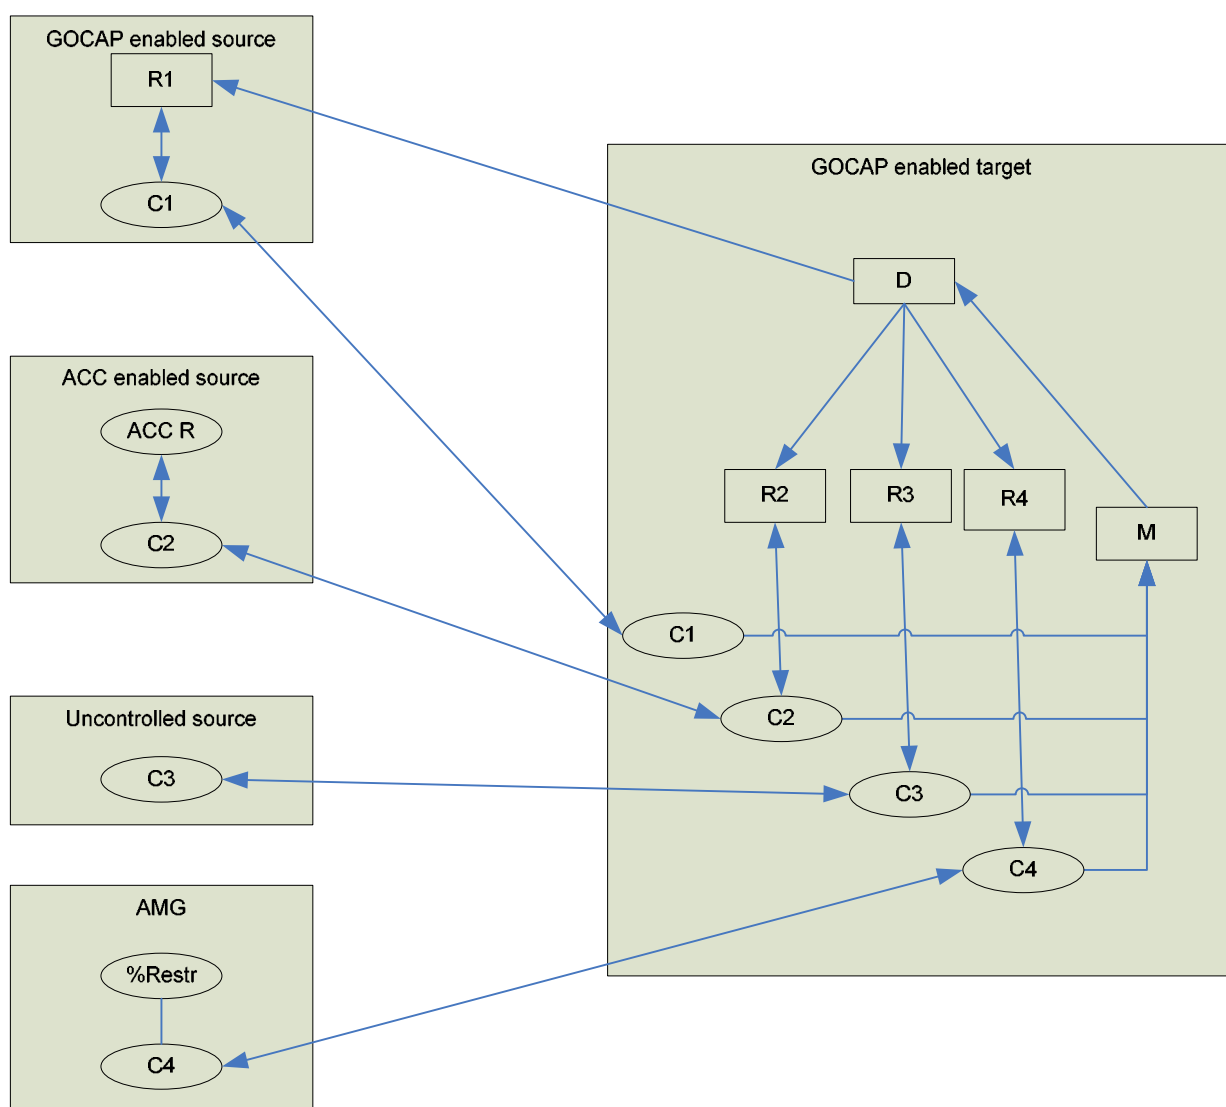 GOCAP enabled source
R1
C1
ACC enabled source
ACC R
C2
Uncontrolled source
C3
AMG
%Restr
C4
GOCAP enabled target
D
R2
R3
R4
M
C1
C2
C3
C4